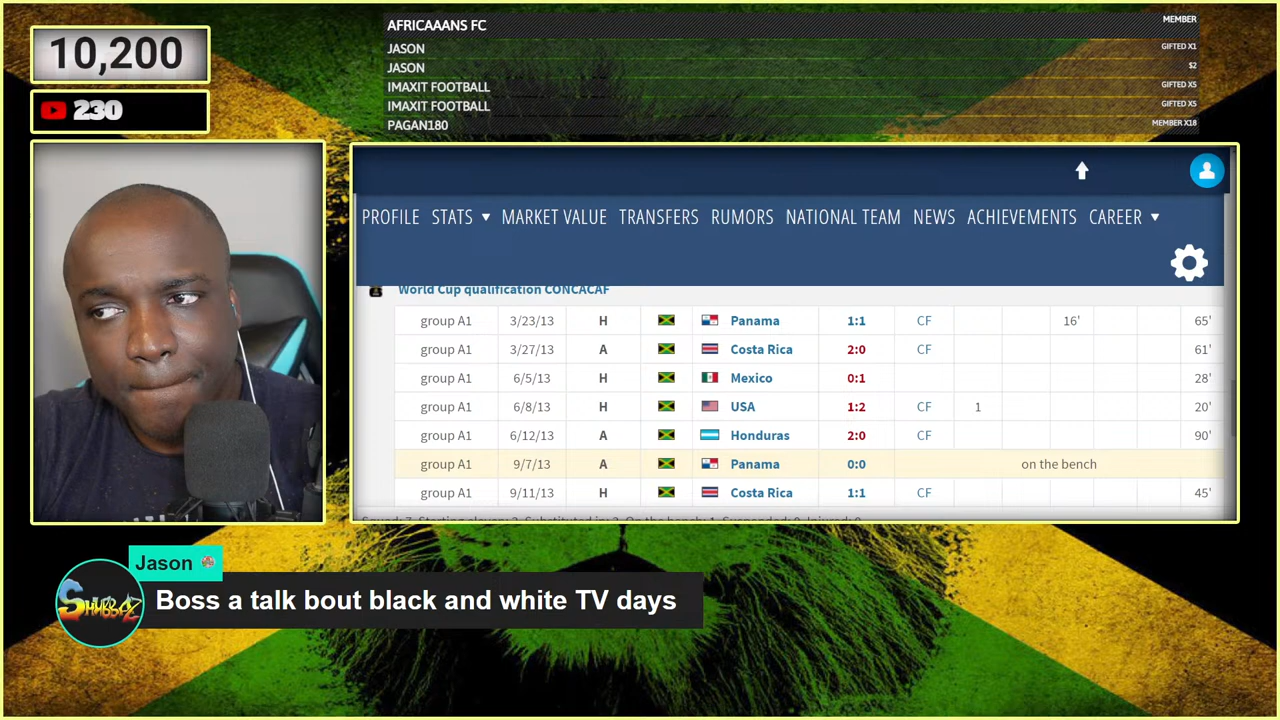 10,200
230
AFRICAAANS FC MEMBER
JASON GIFTED X1
JASON $2
IMAXIT FOOTBALL GIFTED X5
IMAXIT FOOTBALL GIFTED X5
PAGAN180 MEMBER X18
PROFILE STATS ▼ MARKET VALUE TRANSFERS RUMORS NATIONAL TEAM NEWS ACHIEVEMENTS CAREER ▼
World Cup qualification CONCACAF
group A1 3/23/13 H Panama 1:1 CF 16' 65'
group A1 3/27/13 A Costa Rica 2:0 CF 61'
group A1 6/5/13 H Mexico 0:1 28'
group A1 6/8/13 H USA 1:2 CF 1 20'
group A1 6/12/13 A Honduras 2:0 CF 90'
group A1 9/7/13 A Panama 0:0 on the bench
group A1 9/11/13 H Costa Rica 1:1 CF 45'
Jason
SHUBBAZ
Boss a talk bout black and white TV days